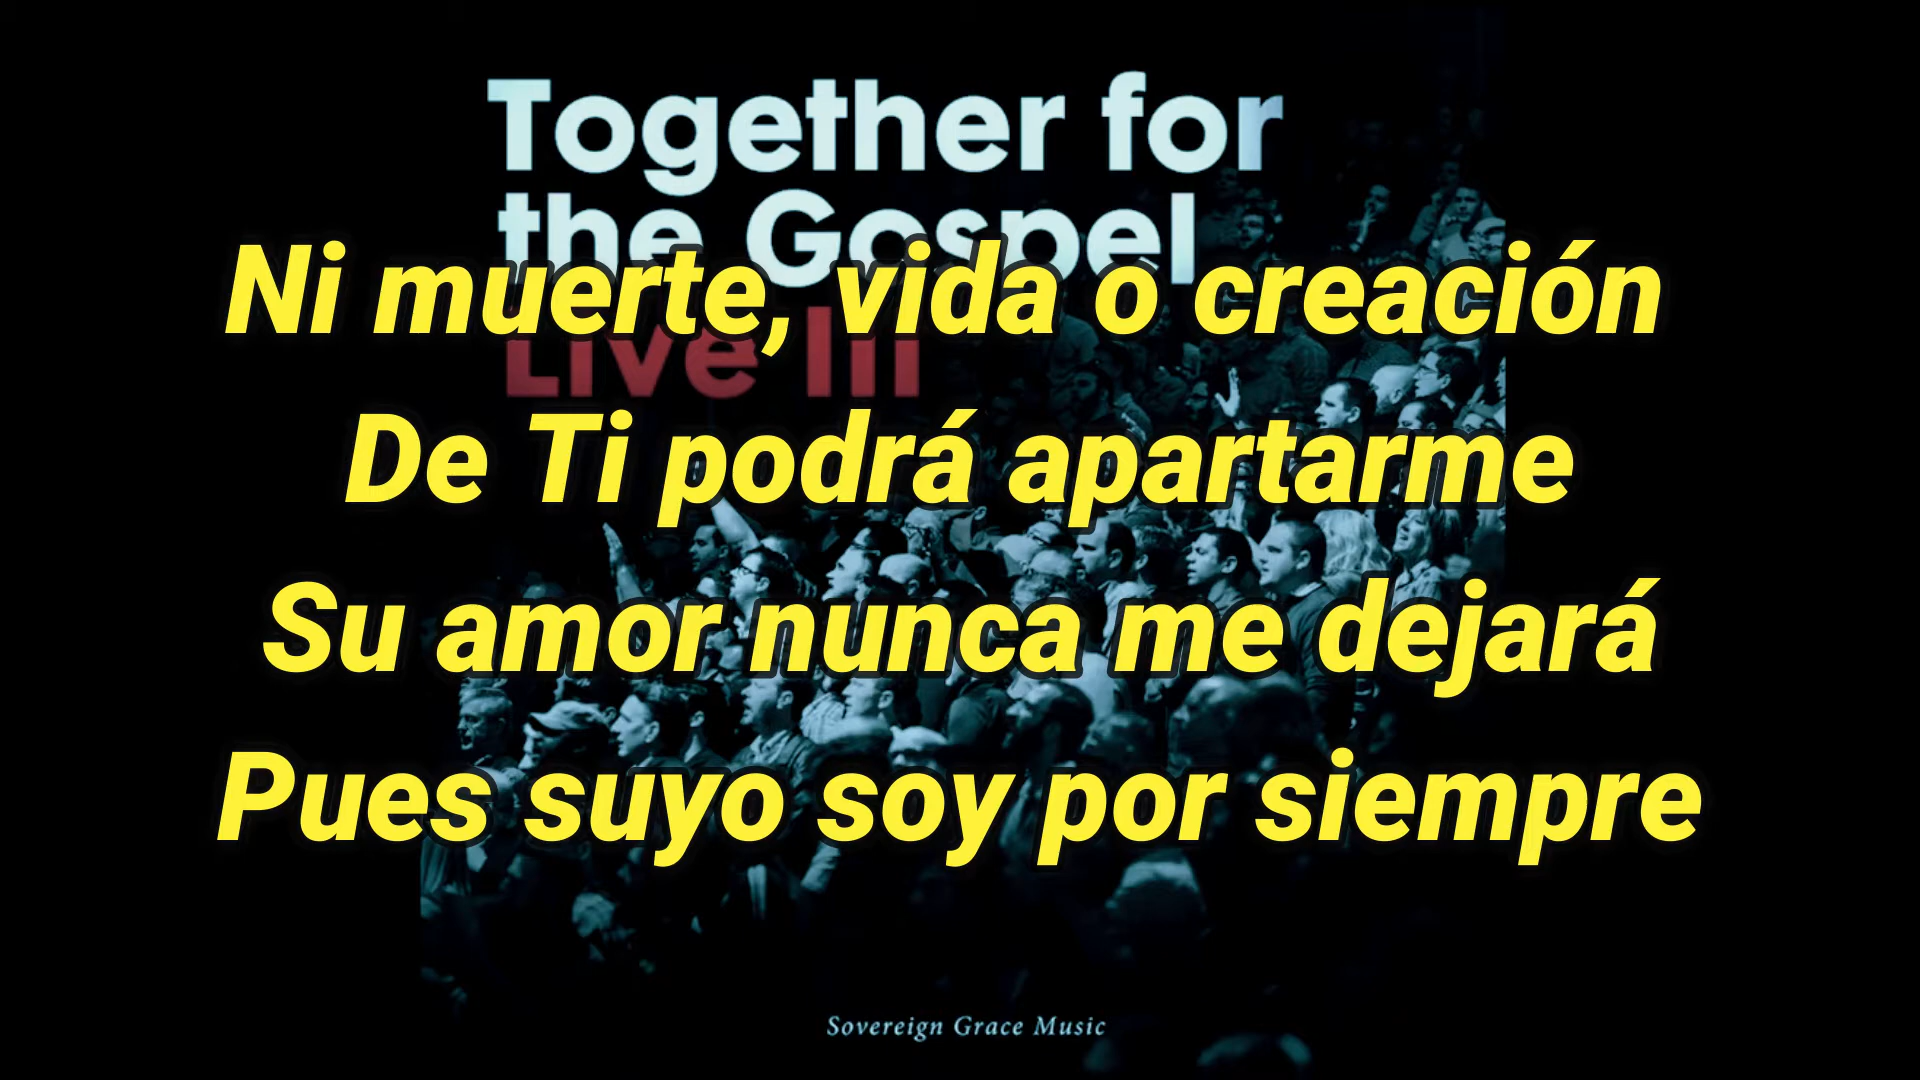 Together for
the Gospel
Live III
Ni muerte, vida o creación
De Ti podrá apartarme
Su amor nunca me dejará
Pues suyo soy por siempre
Sovereign Grace Music